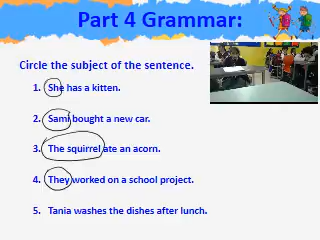 Part 4 Grammar:
Circle the subject of the sentence.
1. She has a kitten.
2. Sami bought a new car.
3. The squirrel ate an acorn.
4. They worked on a school project.
5. Tania washes the dishes after lunch.